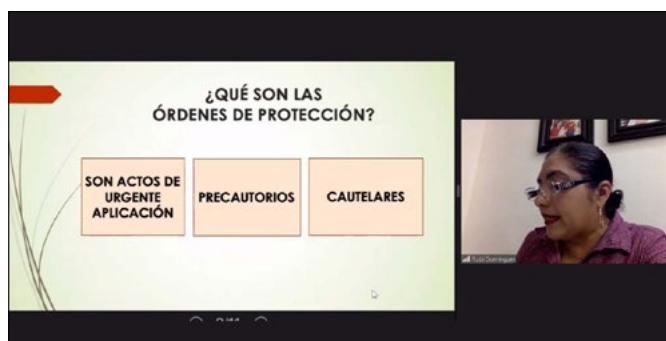 ¿QUÉ SON LAS
ÓRDENES DE PROTECCIÓN?
SON ACTOS DE
URGENTE
APLICACIÓN
PRECAUTORIOS
CAUTELARES